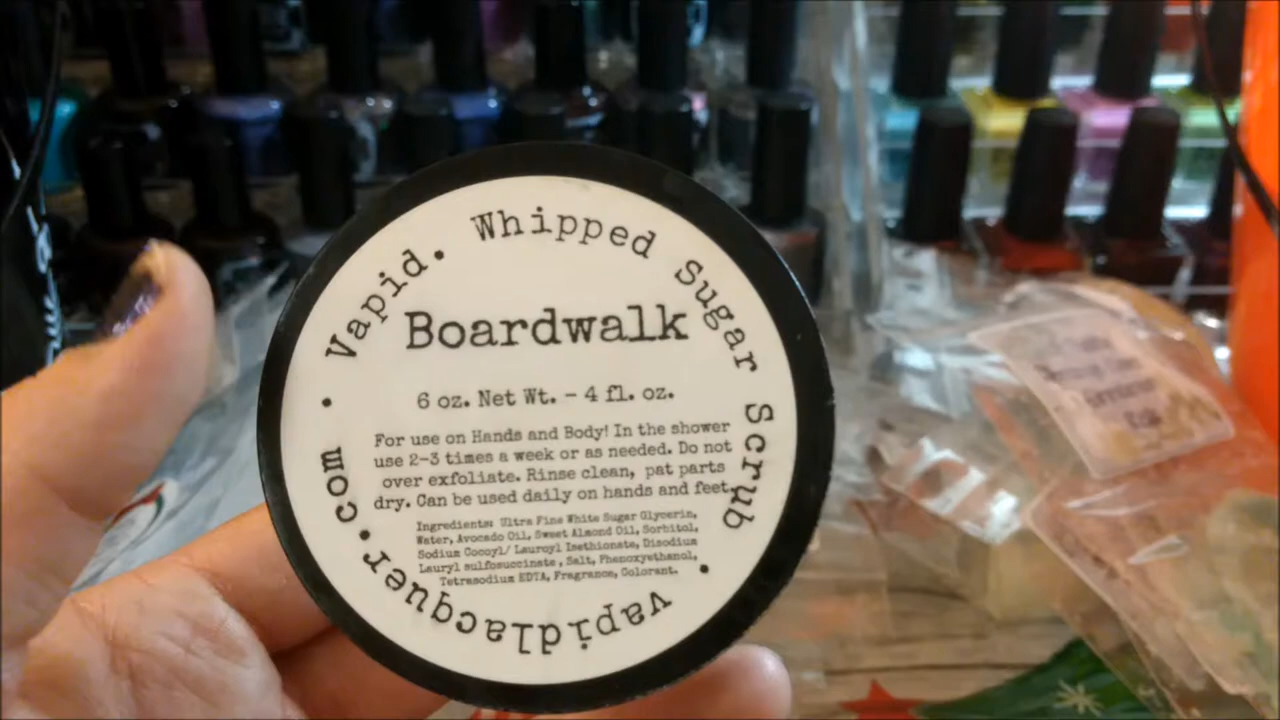 • Vapid. Whipped Sugar Scrub • vapidlacquer.com
Boardwalk
6 oz. Net Wt. - 4 fl. oz.
For use on Hands and Body! In the shower
use 2-3 times a week or as needed. Do not
over exfoliate. Rinse clean, pat parts
dry. Can be used daily on hands and feet.
Ingredients: Ultra Fine White Sugar Glycerin,
Water, Avocado Oil, Sweet Almond Oil, Sorbitol,
Sodium Cocoyl/ Lauroyl Isethionate, Disodium
Lauryl sulfosuccinate , Salt, Phenoxyethanol,
Tetrasodium EDTA, Fragrance, Colorant.